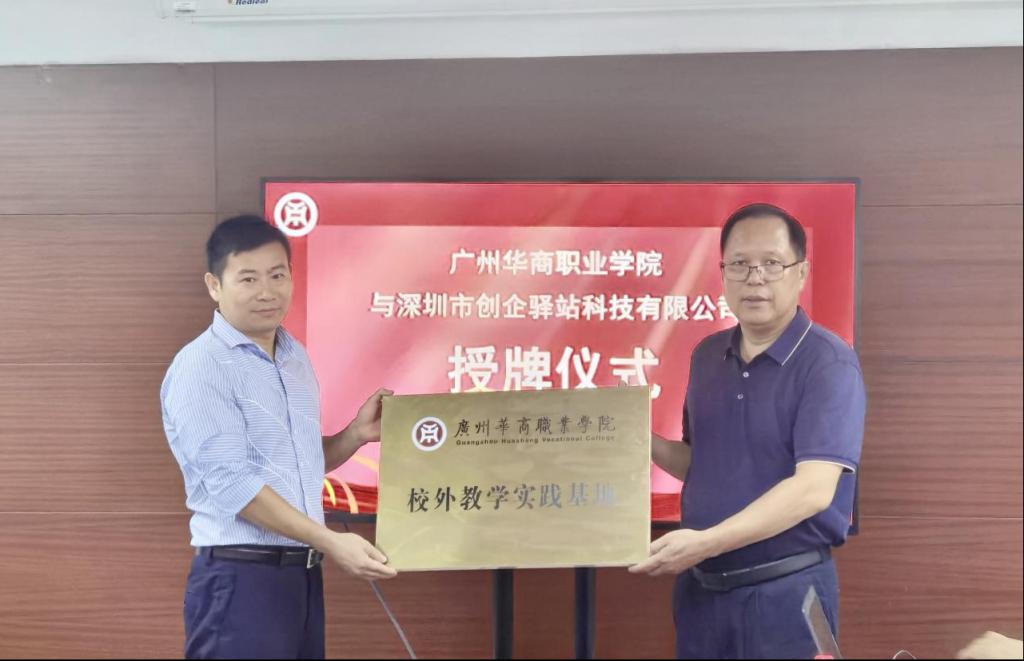 Redleaf
广州华商职业学院
与深圳市创企驿站科技有限公司
授牌仪式
廣州華商職業學院
Guangzhou Huashang Vocational College
校外教学实践基地